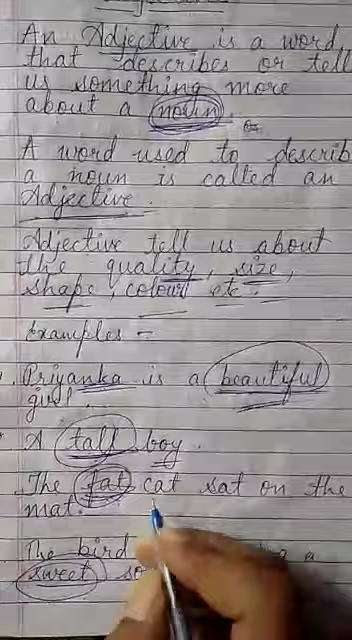 An Adjective is a word
that describes or tell
us something more
about a noun.
A word used to describ
a noun is called an
Adjective.
Adjective tell us about
the quality, size,
shape, colour etc.
Examples -
Priyanka is a beautiful
girl.
A tall boy.
The fat cat sat on the
mat.
The bird a
sweet so